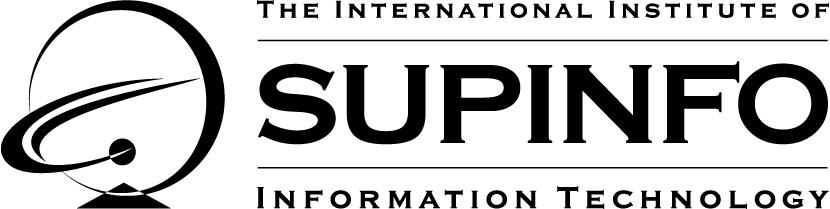 The International Institute of
SUPINFO
Information Technology